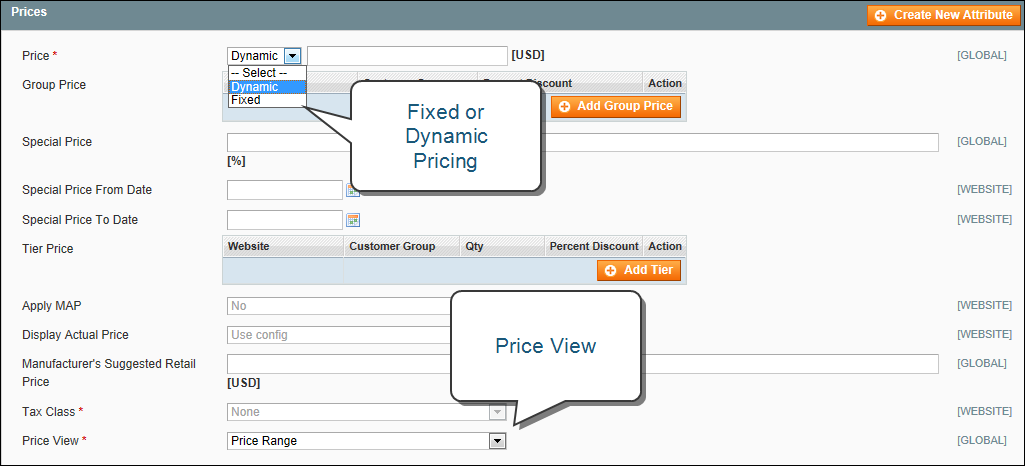 Prices
Create New Attribute
Price * Dynamic [USD] [GLOBAL]
-- Select --
Dynamic
Fixed
Group Price Discount Action
Add Group Price
Fixed or
Dynamic
Pricing
Special Price [GLOBAL]
[%]
Special Price From Date [WEBSITE]
Special Price To Date [WEBSITE]
Tier Price Website Customer Group Qty Percent Discount Action
Add Tier
Apply MAP No [WEBSITE]
Display Actual Price Use config [WEBSITE]
Price View
Manufacturer's Suggested Retail [GLOBAL]
Price [USD]
Tax Class * None [WEBSITE]
Price View * Price Range [GLOBAL]